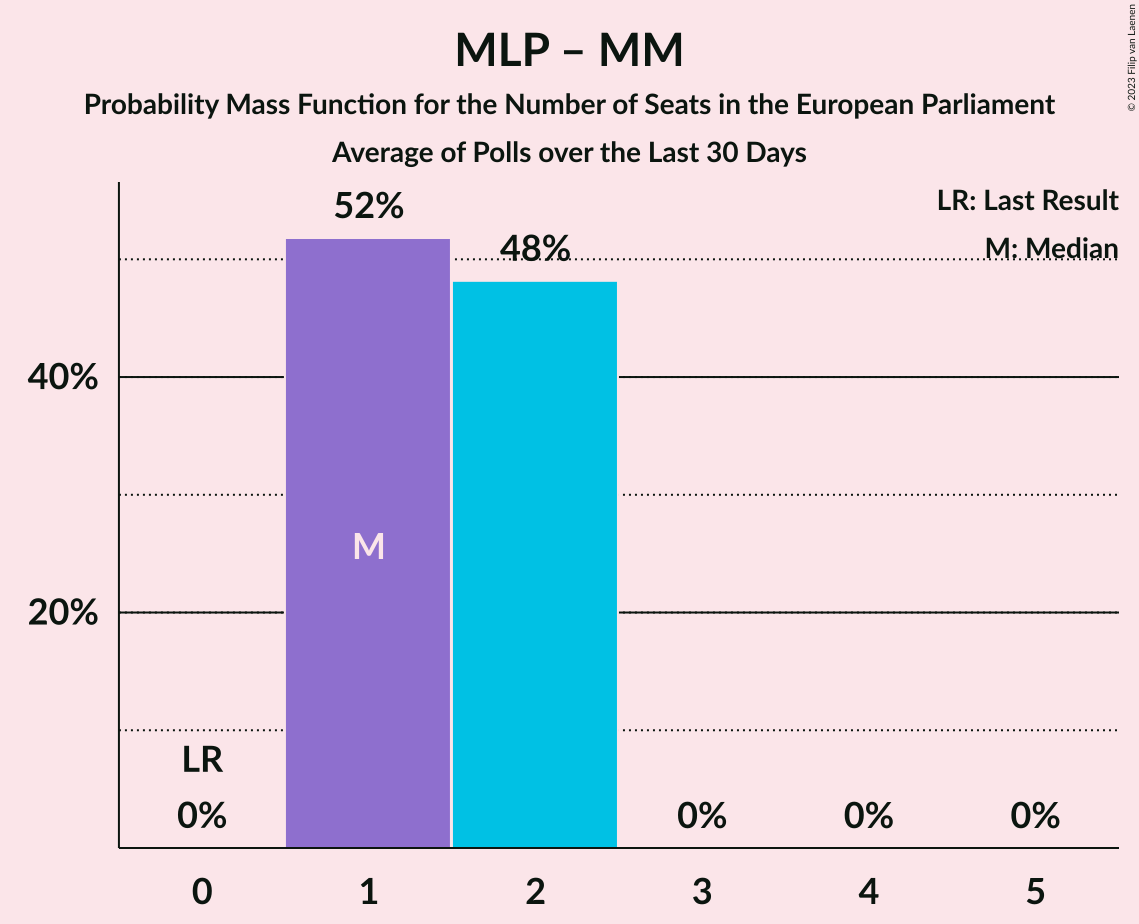 MLP – MM
Probability Mass Function for the Number of Seats in the European Parliament
Average of Polls over the Last 30 Days
© 2023 Filip van Laenen
LR: Last Result
M: Median
52%
48%
40%
20%
M
LR
0%
0%
0%
0%
0
1
2
3
4
5